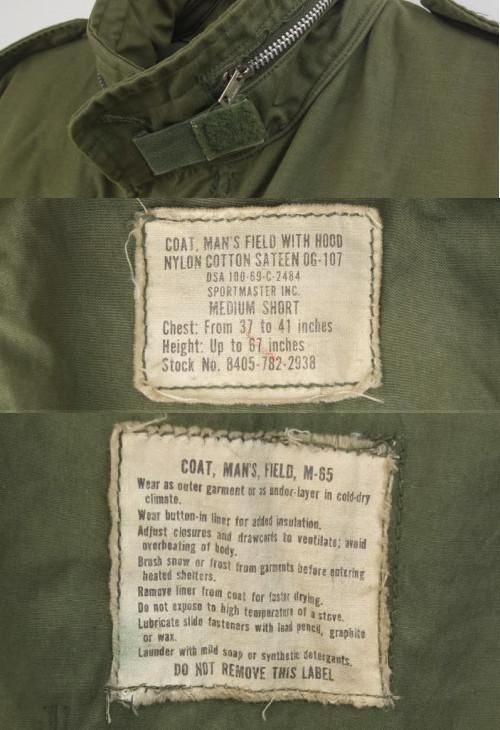 COAT, MAN'S FIELD WITH HOOD
NYLON COTTON SATEEN OG-107
DSA 100-69-C-2484
SPORTMASTER INC.
MEDIUM SHORT
Chest: From 37 to 41 inches
Height: Up to 67 inches
Stock No. 8405-782-2938
COAT, MAN'S, FIELD, M-65
Wear as outer garment or as under-layer in cold-dry
climate.
Wear button-in liner for added insulation.
Adjust closures and drawcords to ventilate; avoid
overheating of body.
Brush snow or frost from garments before entering
heated shelters.
Remove liner from coat for faster drying.
Do not expose to high temperature of a stove.
Lubricate slide fasteners with lead pencil, graphite
or wax.
Launder with mild soap or synthetic detergents.
DO NOT REMOVE THIS LABEL